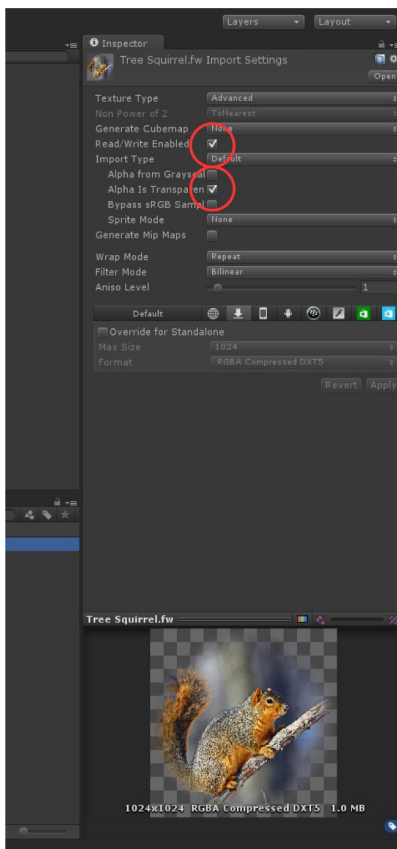 Layers Layout
Inspector
Tree Squirrel.fw Import Settings
Open
Texture Type Advanced
Non Power of 2 ToNearest
Generate Cubemap None
Read/Write Enabled
Import Type Default
Alpha from Grayscal
Alpha Is Transparen
Bypass sRGB Sampl
Sprite Mode None
Generate Mip Maps
Wrap Mode Repeat
Filter Mode Bilinear
Aniso Level 1
Default
Override for Standalone
Max Size 1024
Format RGBA Compressed DXT5
Revert Apply
Tree Squirrel.fw
1024x1024 RGBA Compressed DXT5 1.0 MB